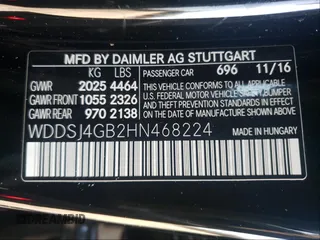 MFD BY DAIMLER AG STUTTGART
KG LBS PASSENGER CAR 696 11/16
GVWR 2025 4464
GAWR FRONT 1055 2326
GAWR REAR 970 2138
THIS VEHICLE CONFORMS TO ALL APPLICABLE
FEDERAL MOTOR VEHICLE SAFETY, BUMPER,
AND THEFT PREVENTION STANDARDS IN EFFECT
ON THE DATE OF MANUFACTURE SHOWN ABOVE.
WDDSJ4GB2HN468224
MADE IN
HUNGARY